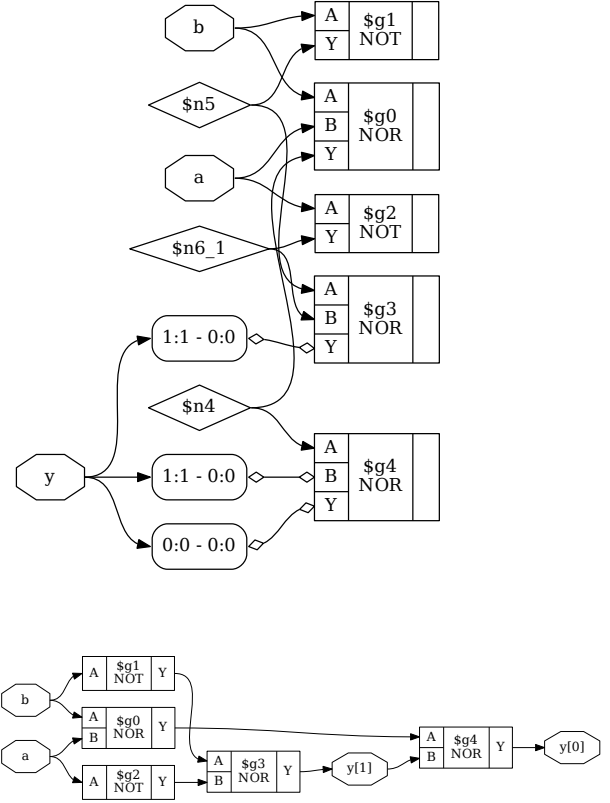 b
A
Y
$g1
NOT
$n5
A
B
Y
$g0
NOR
a
A
Y
$g2
NOT
$n6_1
A
B
Y
$g3
NOR
1:1 - 0:0
$n4
A
B
Y
$g4
NOR
y
1:1 - 0:0
0:0 - 0:0
b
A
$g1
NOT
Y
A
B
$g0
NOR
Y
a
A
$g2
NOT
Y
A
B
$g3
NOR
Y
y[1]
A
B
$g4
NOR
Y
y[0]